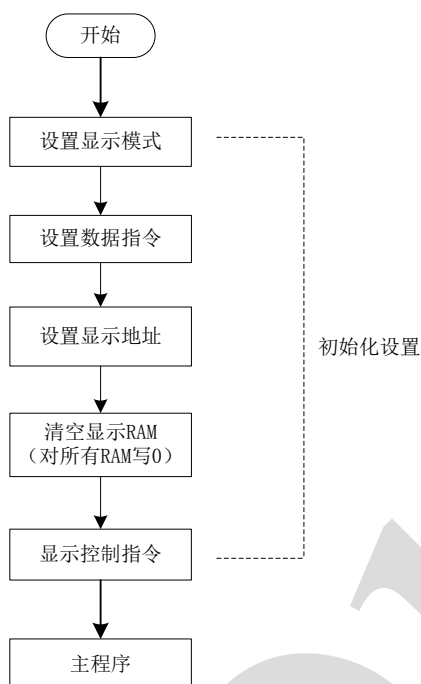 开始
设置显示模式
设置数据指令
设置显示地址
初始化设置
清空显示RAM
（对所有RAM写0）
显示控制指令
主程序